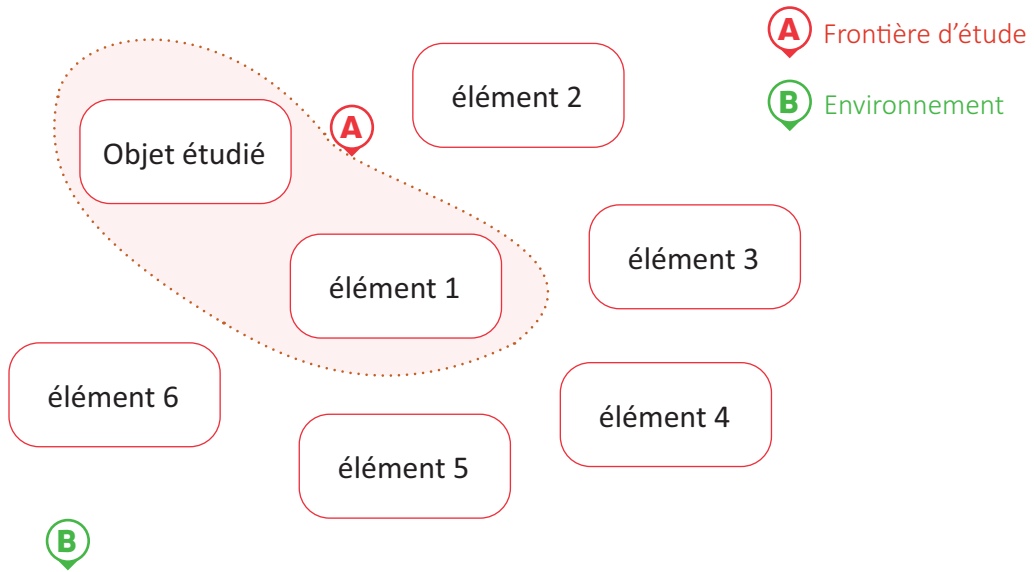 A Frontière d’étude
B Environnement
élément 2
Objet étudié
A
élément 3
élément 1
élément 6
élément 4
élément 5
B